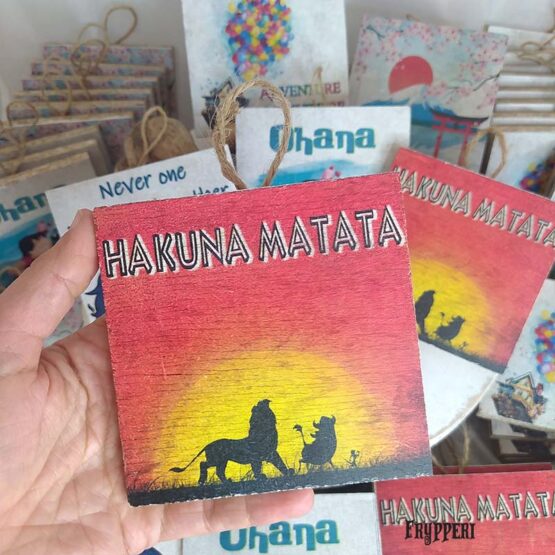 ADVENTURE
Ohana
Never one
Ohana
HAKUNA MATATA
HAKUNA MATATA
Ohana
HAKUNA MATATA
FRYPPERI